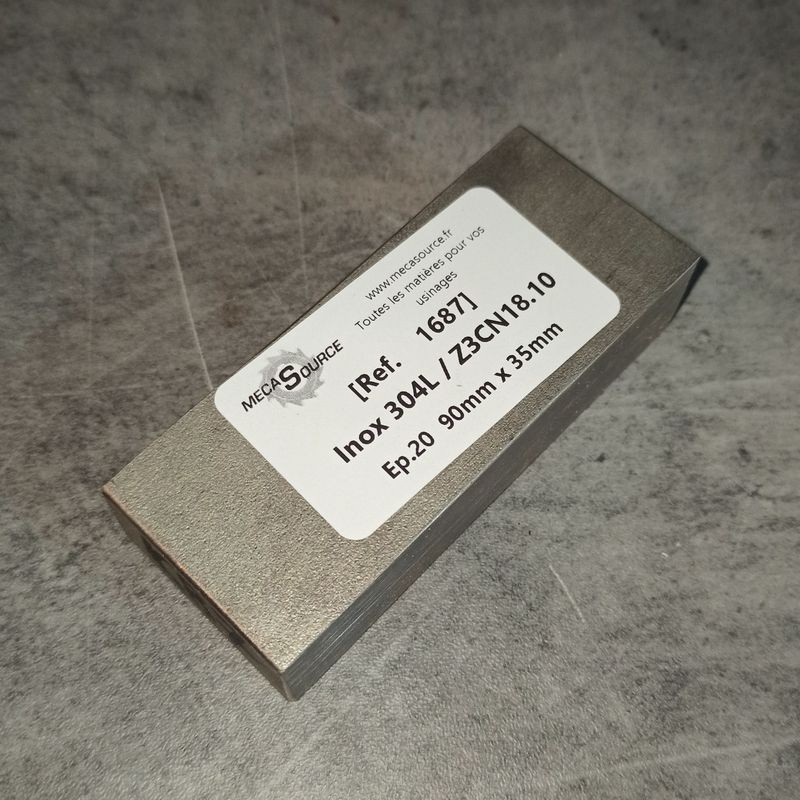 www.mecasource.fr
Toutes les matières pour vos
usinages
MECASOURCE
[Ref. 1687]
Inox 304L / Z3CN18.10
Ep.20 90mm x 35mm